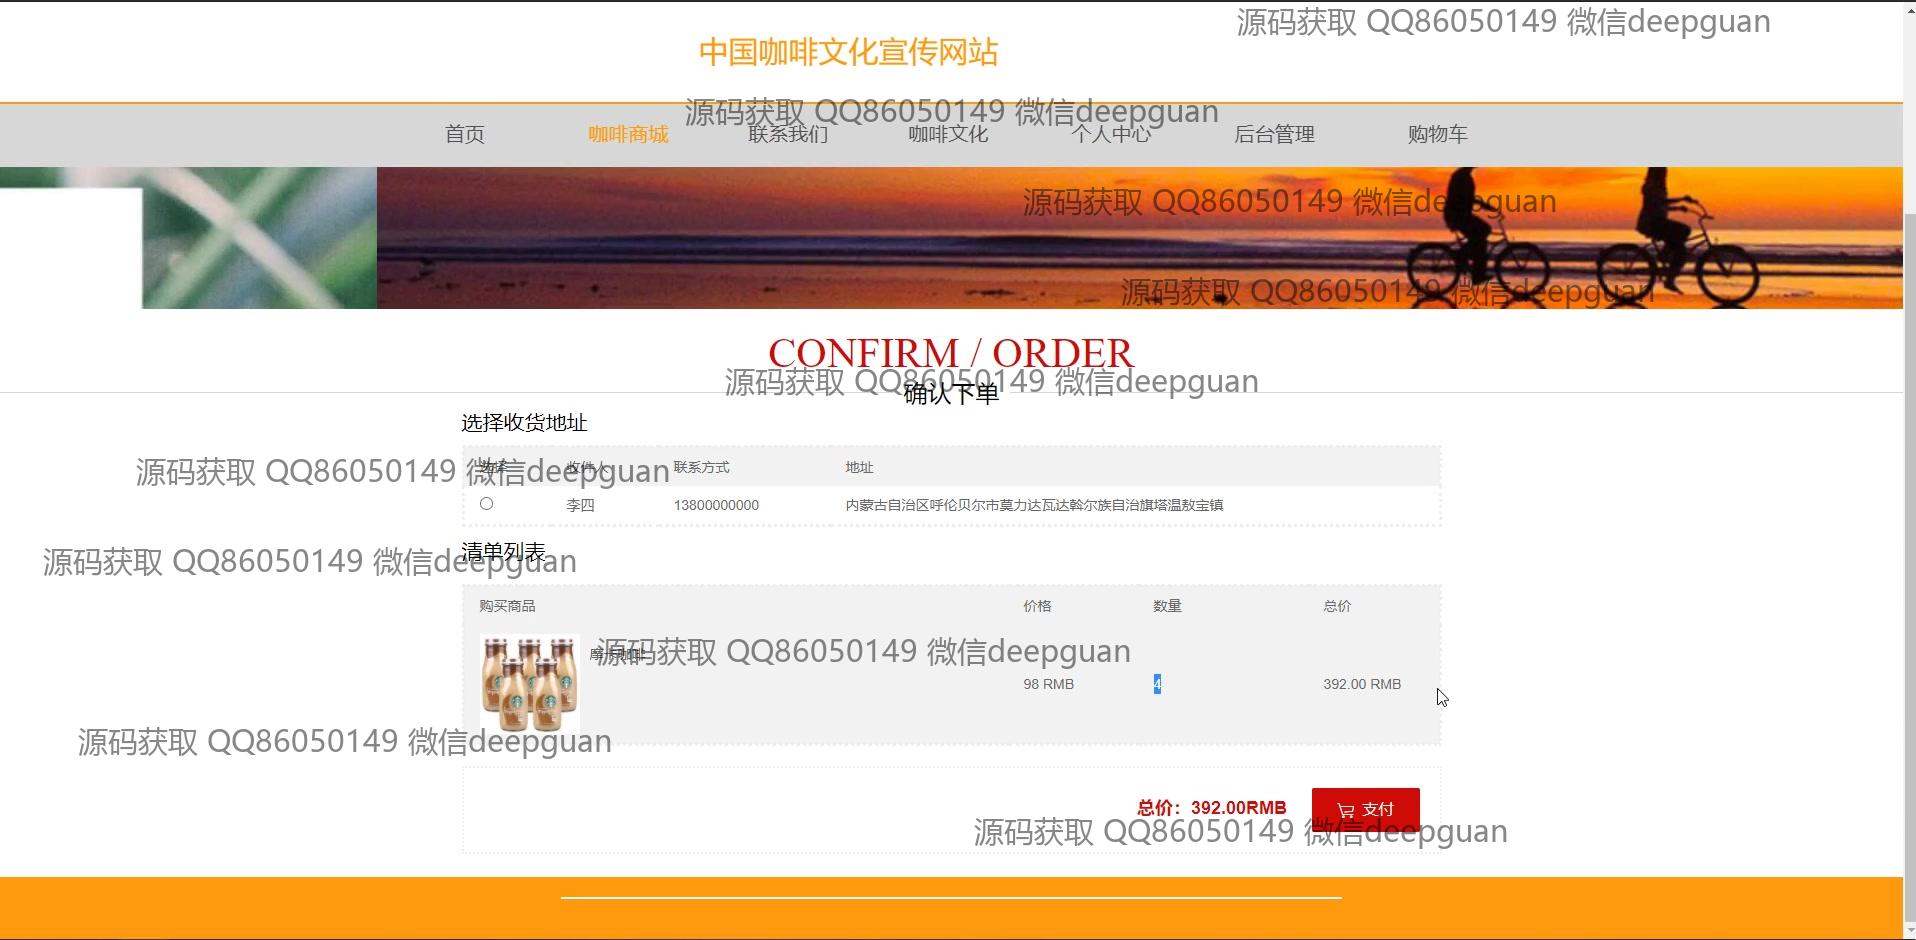 源码获取 QQ86050149 微信deepguan
中国咖啡文化宣传网站
源码获取 QQ86050149 微信deepguan
首页 咖啡商城 联系我们 咖啡文化 个人中心 后台管理 购物车
源码获取 QQ86050149 微信deepguan
源码获取 QQ86050149 微信deepguan
CONFIRM / ORDER
源码获取 QQ86050149 微信deepguan
确认下单
选择收货地址
源码获取 QQ86050149 微信deepguan
选择 收件人 联系方式 地址
李四 13800000000 内蒙古自治区呼伦贝尔市莫力达瓦达斡尔族自治旗塔温敖宝镇
清单列表
源码获取 QQ86050149 微信deepguan
购买商品 价格 数量 总价
源码获取 QQ86050149 微信deepguan
摩卡咖啡
98 RMB 4 392.00 RMB
源码获取 QQ86050149 微信deepguan
总价：392.00RMB 支付
源码获取 QQ86050149 微信deepguan